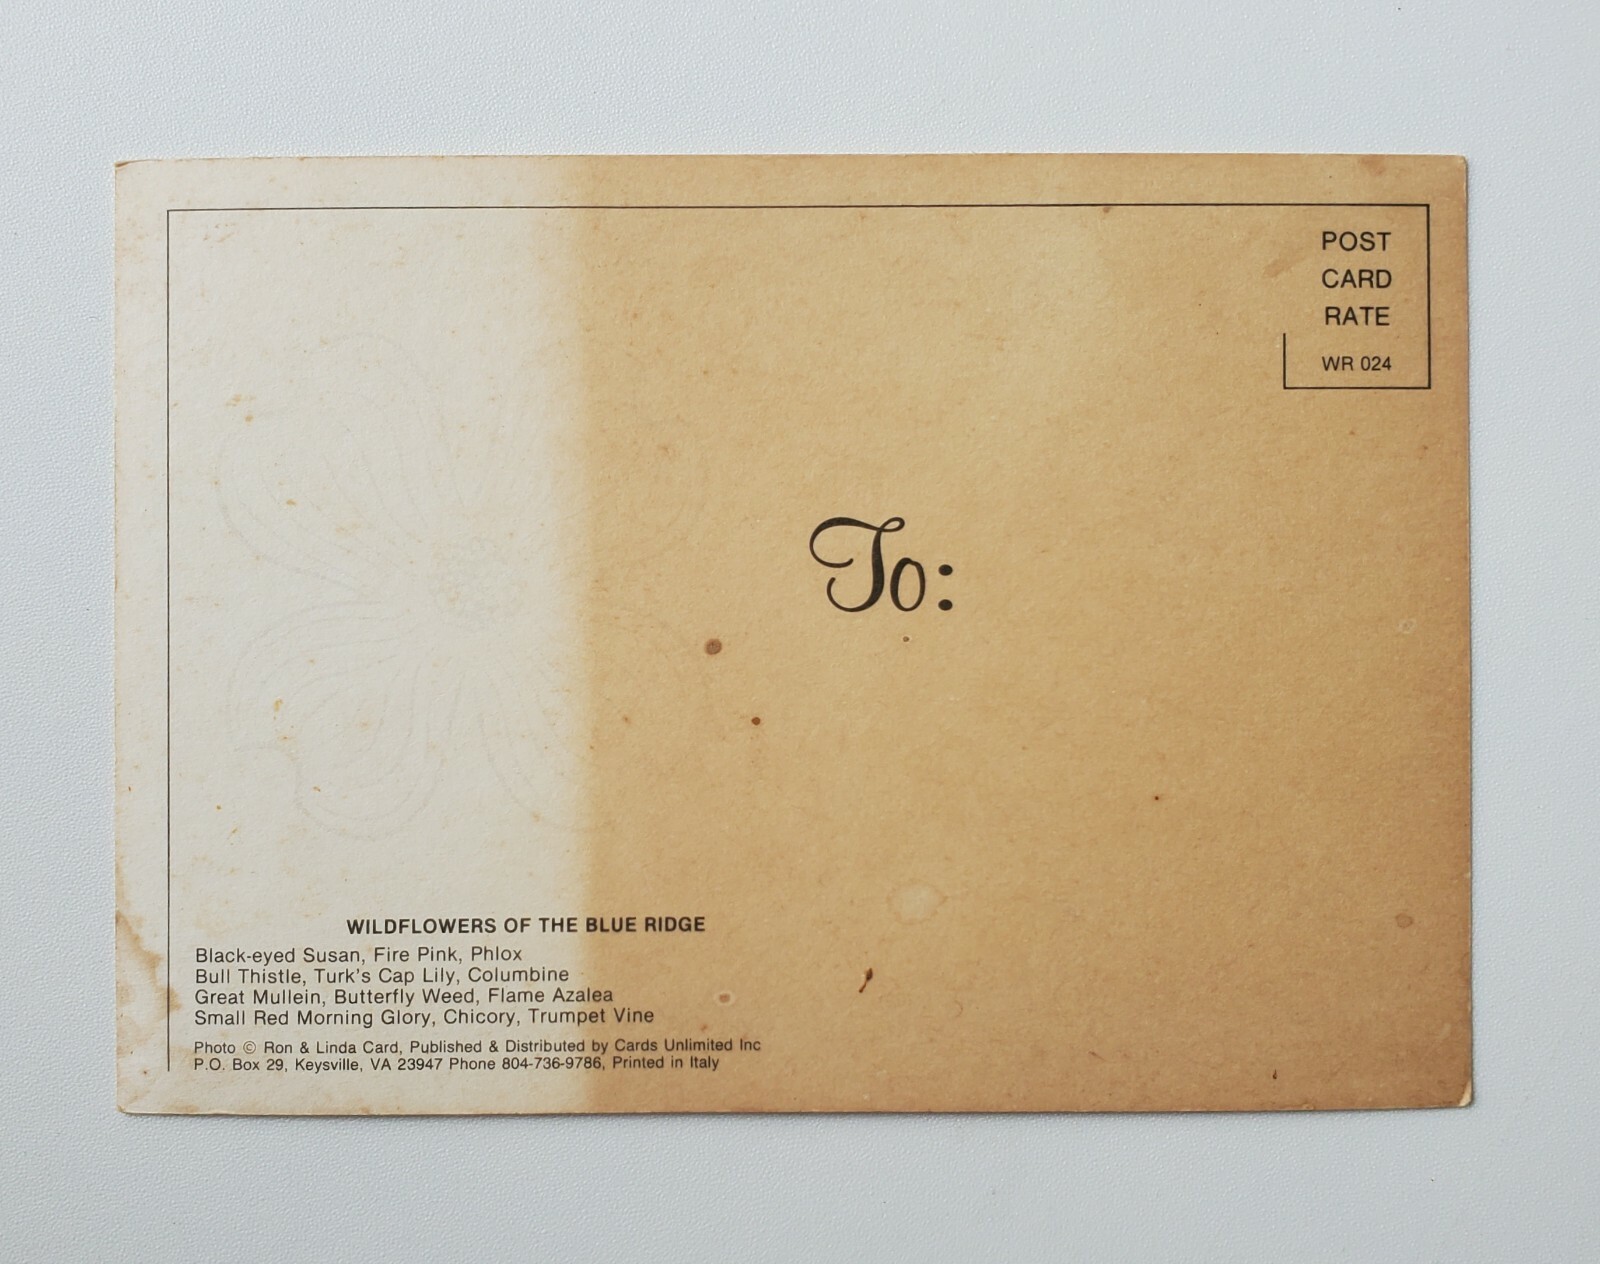 POST
CARD
RATE
WR 024
To:
WILDFLOWERS OF THE BLUE RIDGE
Black-eyed Susan, Fire Pink, Phlox
Bull Thistle, Turk's Cap Lily, Columbine
Great Mullein, Butterfly Weed, Flame Azalea
Small Red Morning Glory, Chicory, Trumpet Vine
Photo © Ron & Linda Card, Published & Distributed by Cards Unlimited Inc
P.O. Box 29, Keysville, VA 23947 Phone 804-736-9786, Printed in Italy